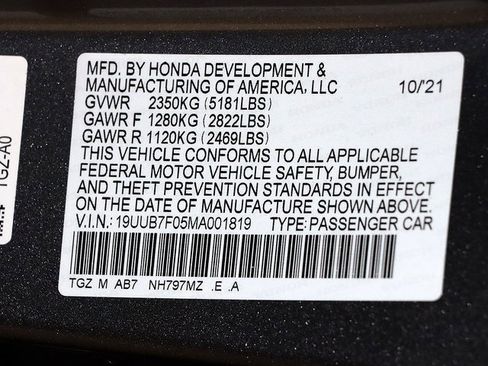 MFD. BY HONDA DEVELOPMENT &
MANUFACTURING OF AMERICA, LLC 10/'21
GVWR 2350KG (5181LBS)
GAWR F 1280KG (2822LBS)
GAWR R 1120KG (2469LBS)
THIS VEHICLE CONFORMS TO ALL APPLICABLE
FEDERAL MOTOR VEHICLE SAFETY, BUMPER,
AND THEFT PREVENTION STANDARDS IN EFFECT
ON THE DATE OF MANUFACTURE SHOWN ABOVE.
V.I.N.: 19UUB7F05MA001819 TYPE: PASSENGER CAR
TGZ M AB7 NH797MZ .E .A
TGZ-A0